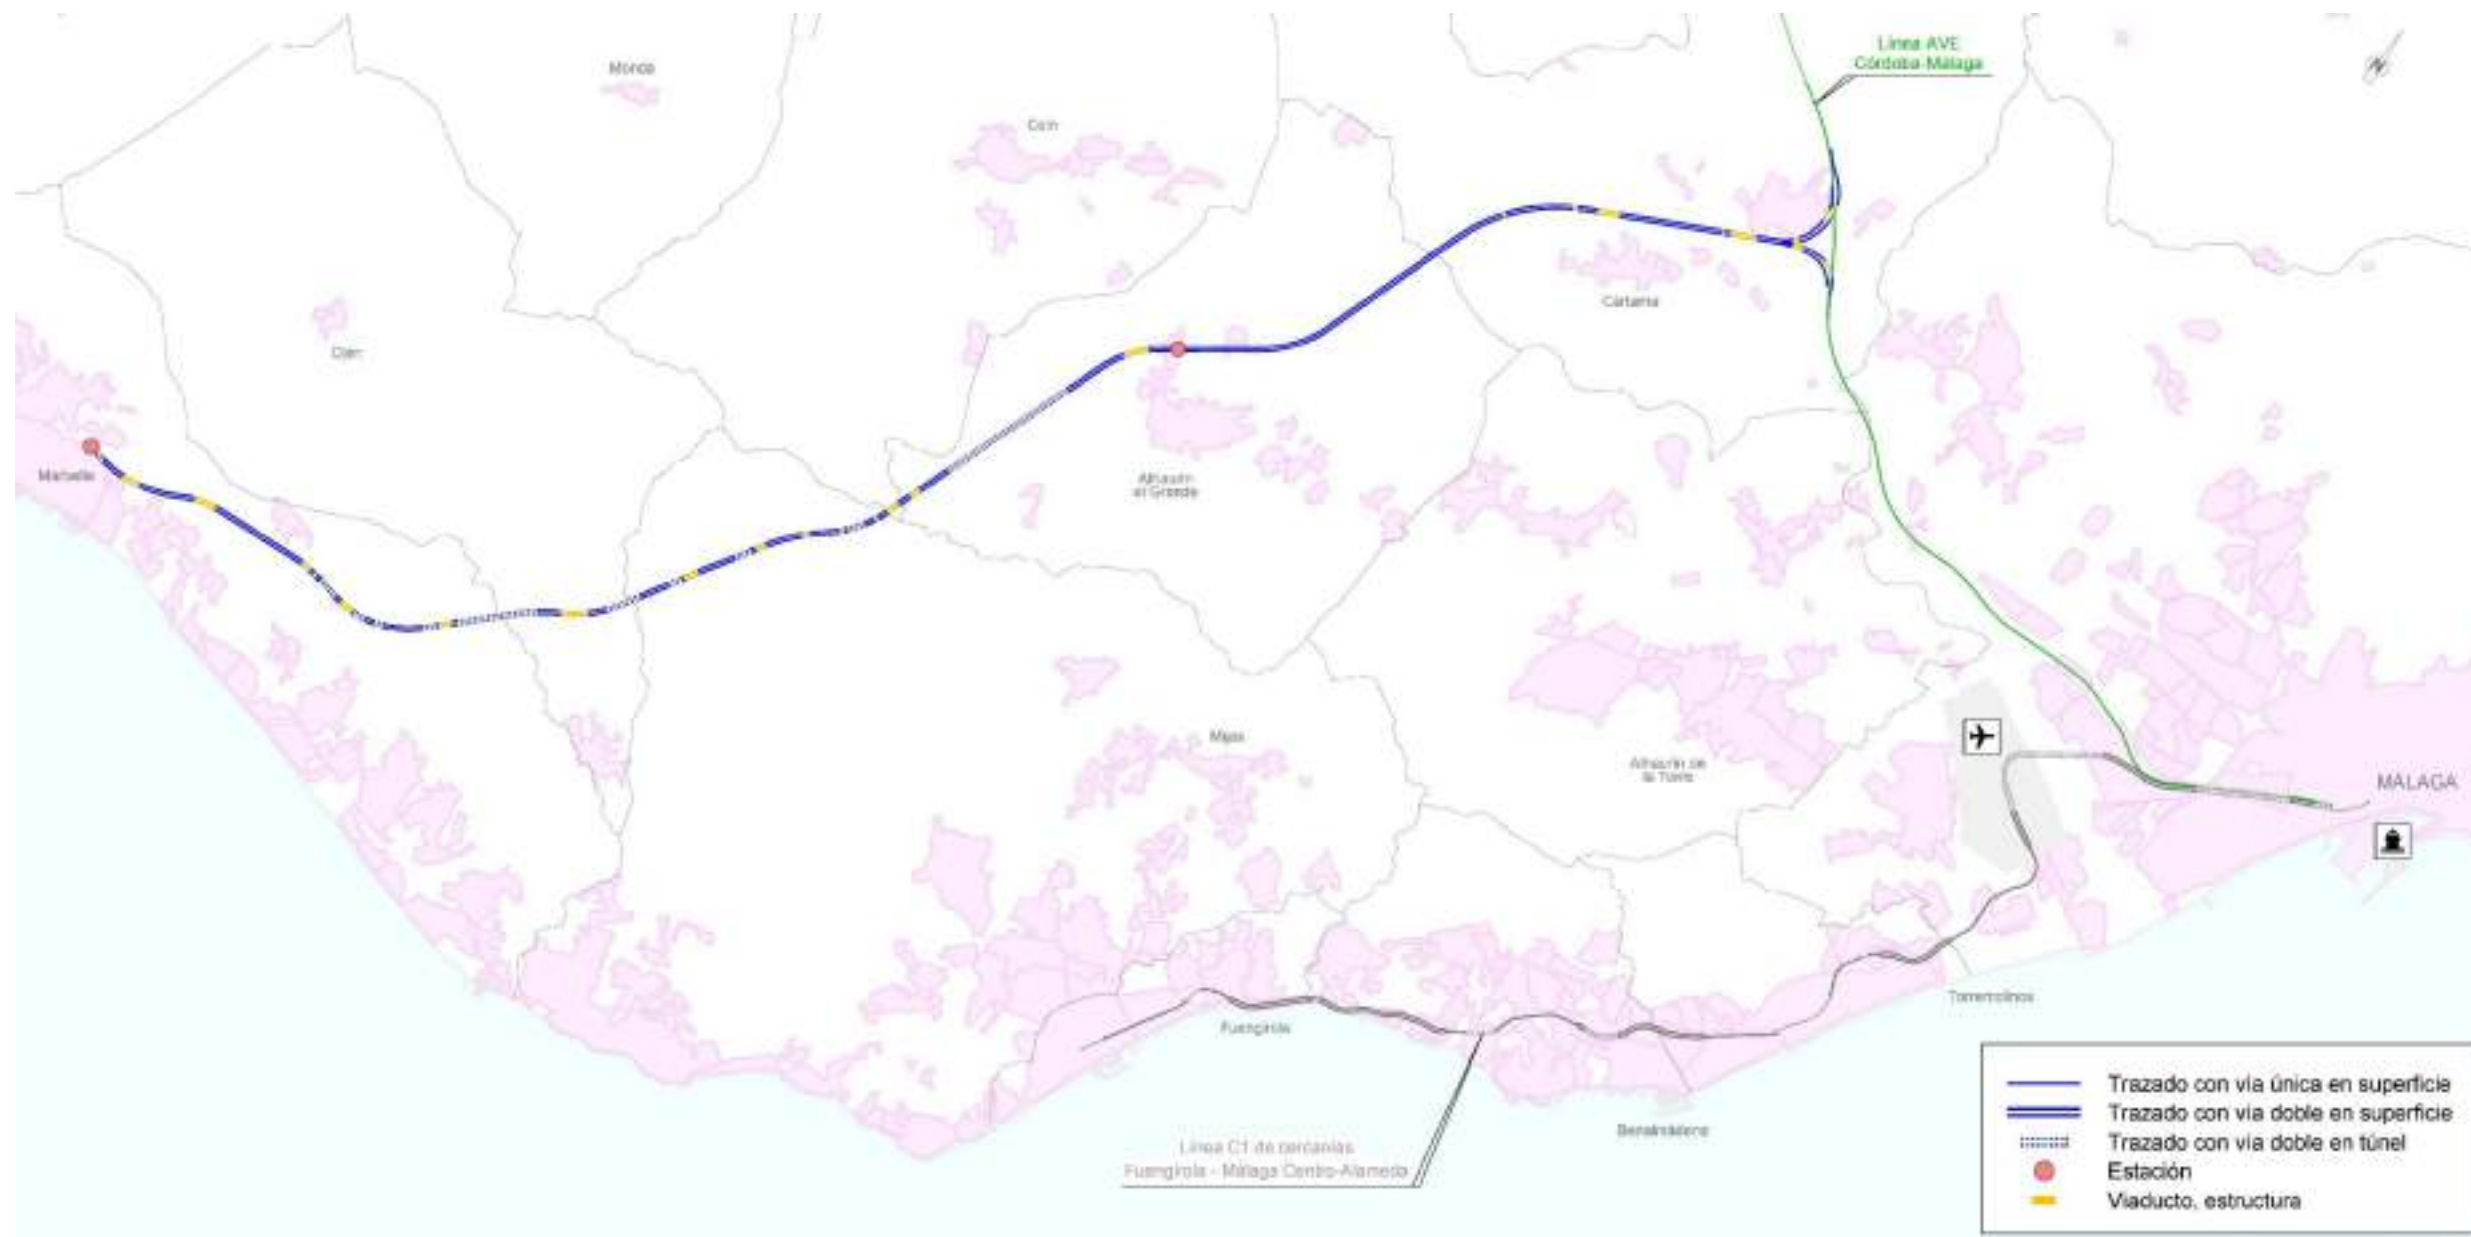 Línea AVE
Córdoba-Málaga
N
Monda
Coín
Cártama
Ojén
Marbella
Alhaurín
el Grande
Mijas
Alhaurín de
la Torre
MÁLAGA
Torremolinos
Fuengirola
Benalmádena
Línea C1 de cercanías
Fuengirola - Málaga Centro-Alameda
Trazado con vía única en superficie
Trazado con vía doble en superficie
Trazado con vía doble en túnel
Estación
Viaducto, estructura